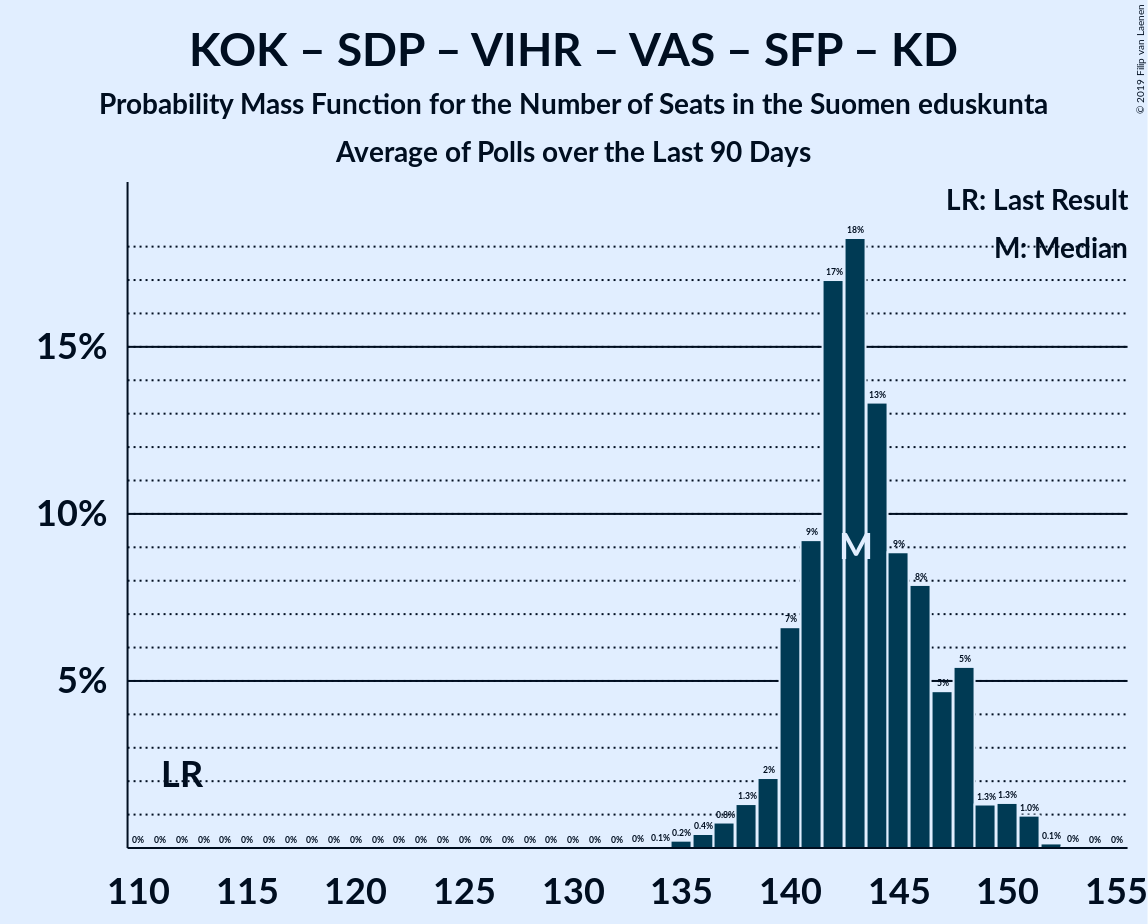 KOK – SDP – VIHR – VAS – SFP – KD
Probability Mass Function for the Number of Seats in the Suomen eduskunta
Average of Polls over the Last 90 Days
© 2019 Filip van Laenen
LR: Last Result
M: Median
18%
17%
15%
13%
10%
9%
M
9%
8%
7%
5%
5%
5%
LR
2%
1.3%
1.3%
1.3%
1.0%
0.8%
0.4%
0.2%
0.1%
0.1%
0% 0% 0% 0% 0% 0% 0% 0% 0% 0% 0% 0% 0% 0% 0% 0% 0% 0% 0% 0% 0% 0% 0% 0% 0% 0% 0%
110 115 120 125 130 135 140 145 150 155